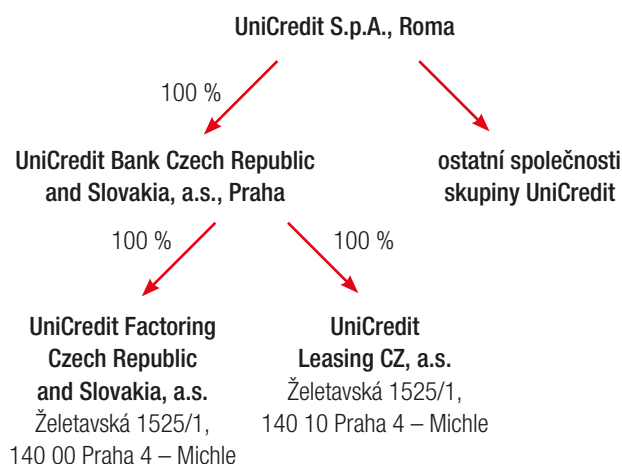 UniCredit S.p.A., Roma
100 %
UniCredit Bank Czech Republic
and Slovakia, a.s., Praha
ostatní společnosti
skupiny UniCredit
100 %
100 %
UniCredit Factoring
Czech Republic
and Slovakia, a.s.
Želetavská 1525/1,
140 00 Praha 4 – Michle
UniCredit
Leasing CZ, a.s.
Želetavská 1525/1,
140 10 Praha 4 – Michle